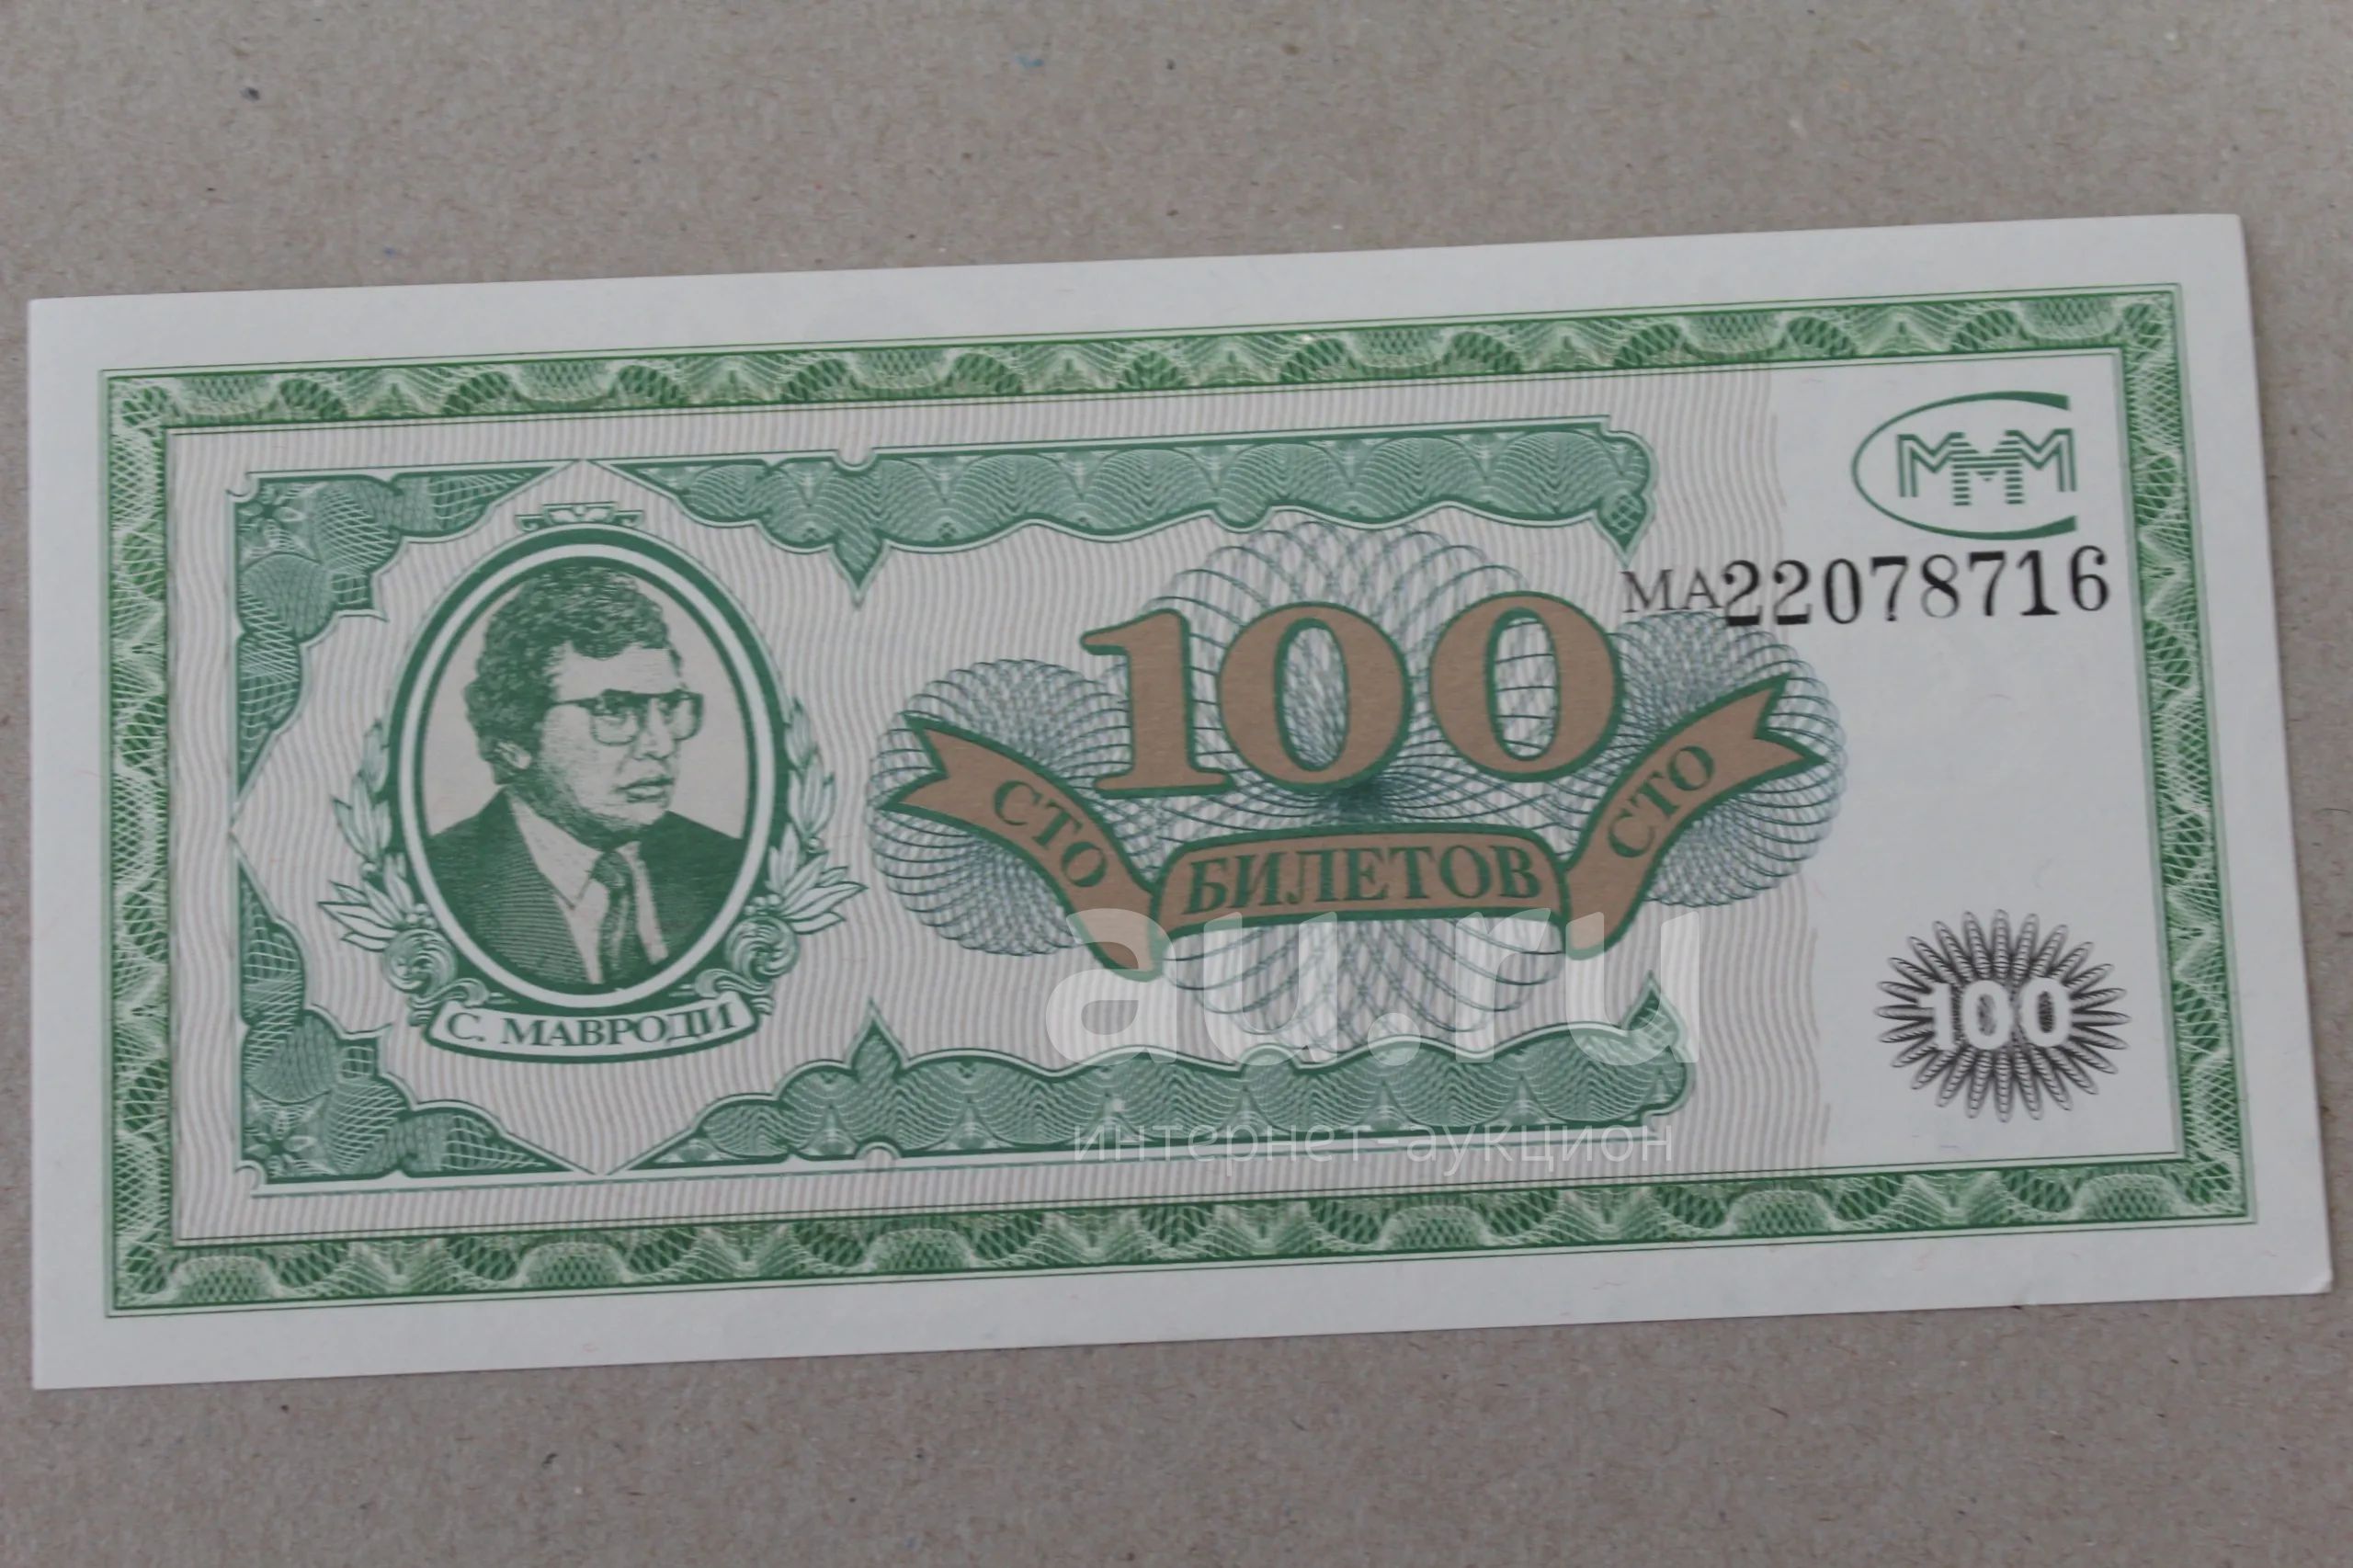 МММ
МА22078716
100
СТО БИЛЕТОВ СТО
С. МАВРОДИ
100
au.ru
интернет-аукцион